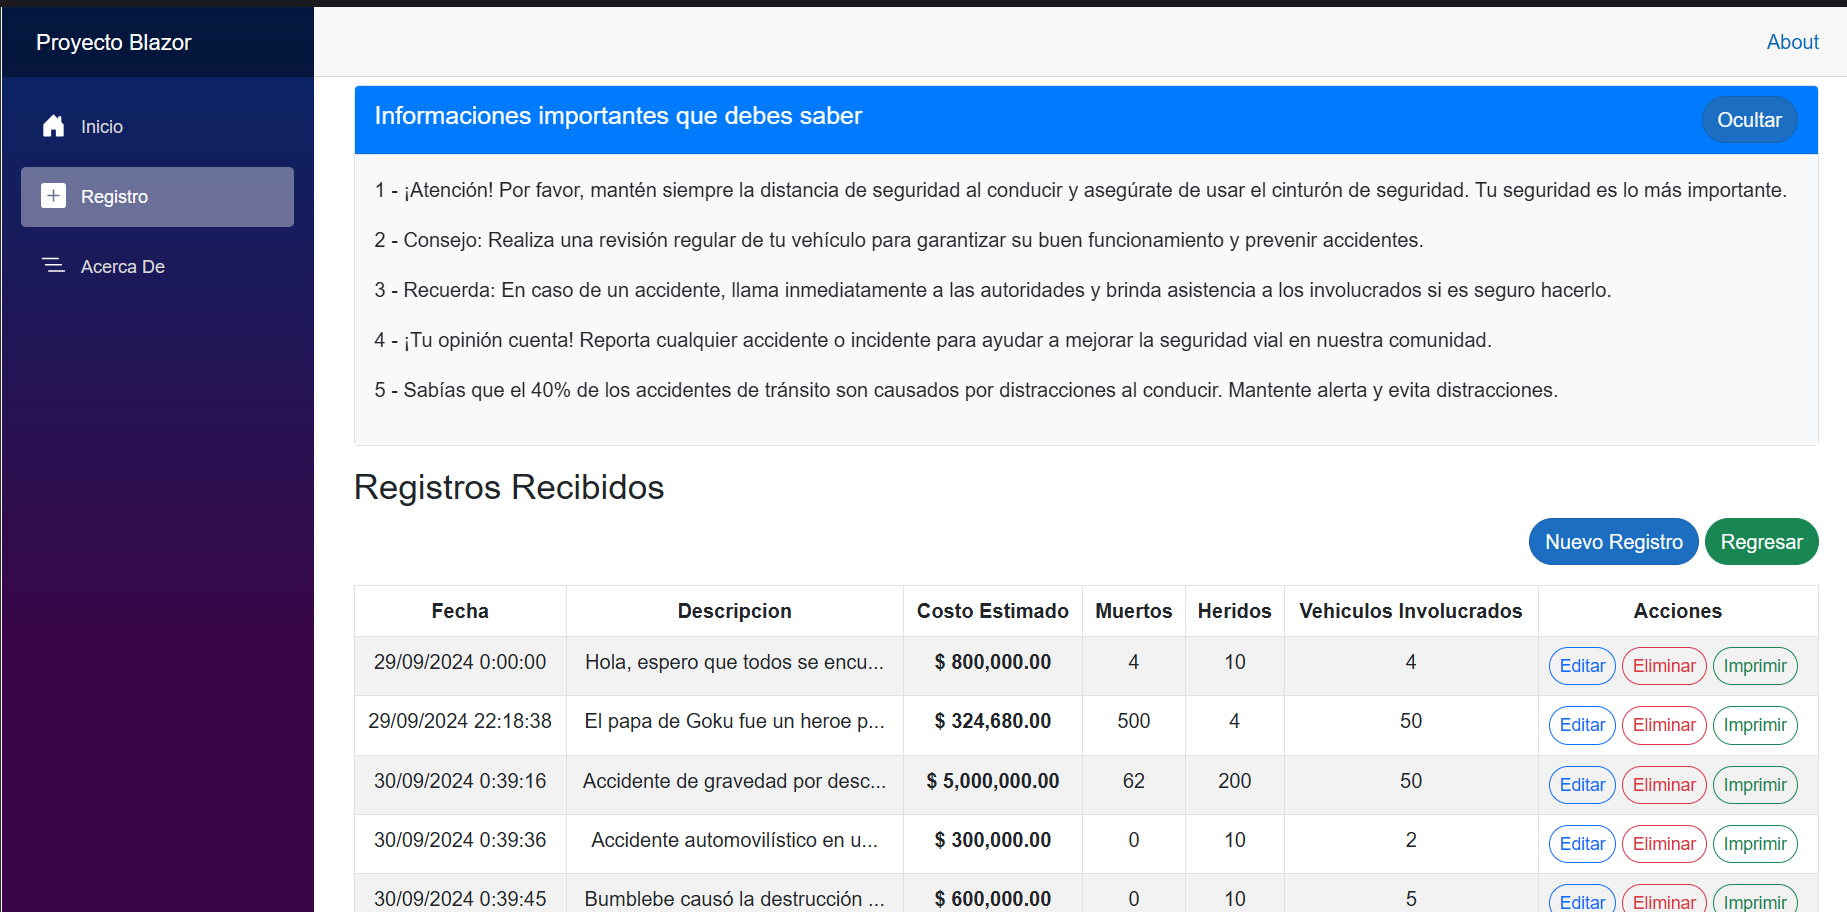 Proyecto Blazor
About
Inicio
Registro
Acerca De
Informaciones importantes que debes saber
Ocultar
1 - ¡Atención! Por favor, mantén siempre la distancia de seguridad al conducir y asegúrate de usar el cinturón de seguridad. Tu seguridad es lo más importante.
2 - Consejo: Realiza una revisión regular de tu vehículo para garantizar su buen funcionamiento y prevenir accidentes.
3 - Recuerda: En caso de un accidente, llama inmediatamente a las autoridades y brinda asistencia a los involucrados si es seguro hacerlo.
4 - ¡Tu opinión cuenta! Reporta cualquier accidente o incidente para ayudar a mejorar la seguridad vial en nuestra comunidad.
5 - Sabías que el 40% de los accidentes de tránsito son causados por distracciones al conducir. Mantente alerta y evita distracciones.
Registros Recibidos
Nuevo Registro Regresar
Fecha Descripcion Costo Estimado Muertos Heridos Vehiculos Involucrados Acciones
29/09/2024 0:00:00 Hola, espero que todos se encu... $ 800,000.00 4 10 4 Editar Eliminar Imprimir
29/09/2024 22:18:38 El papa de Goku fue un heroe p... $ 324,680.00 500 4 50 Editar Eliminar Imprimir
30/09/2024 0:39:16 Accidente de gravedad por desc... $ 5,000,000.00 62 200 50 Editar Eliminar Imprimir
30/09/2024 0:39:36 Accidente automovilístico en u... $ 300,000.00 0 10 2 Editar Eliminar Imprimir
30/09/2024 0:39:45 Bumblebe causó la destrucción ... $ 600,000.00 0 10 5 Editar Eliminar Imprimir